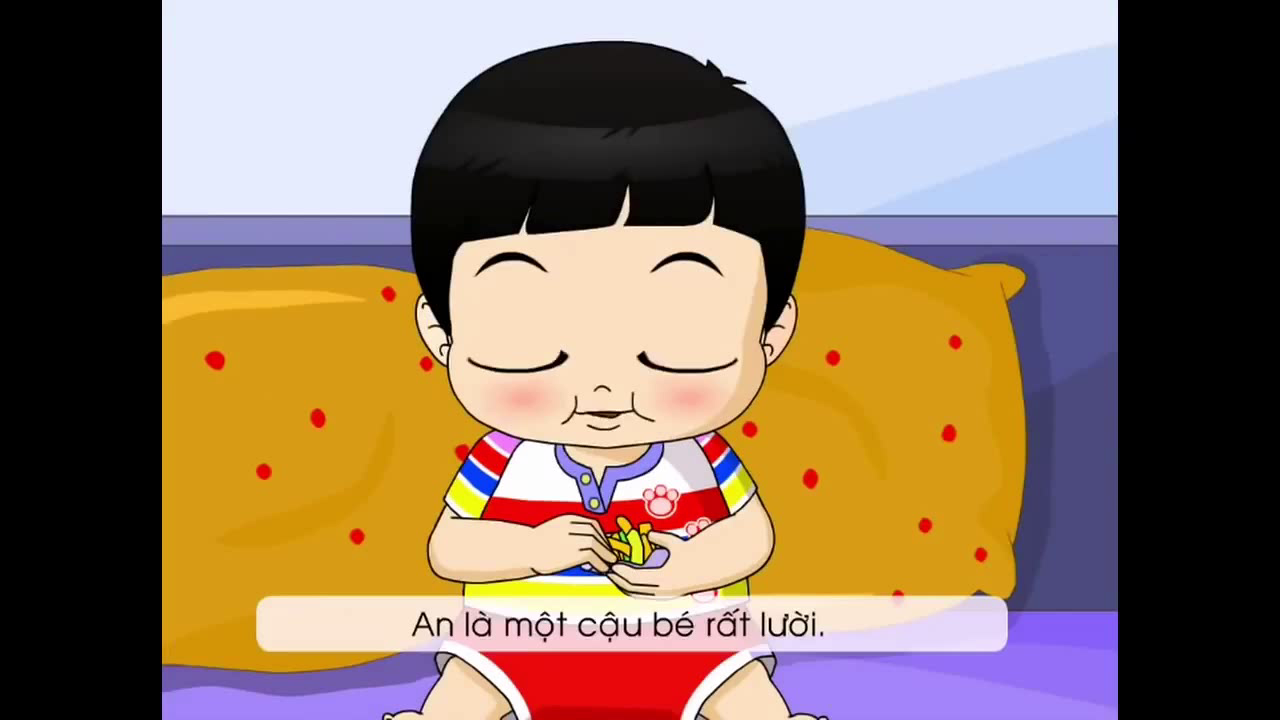 An là một cậu bé rất lười.